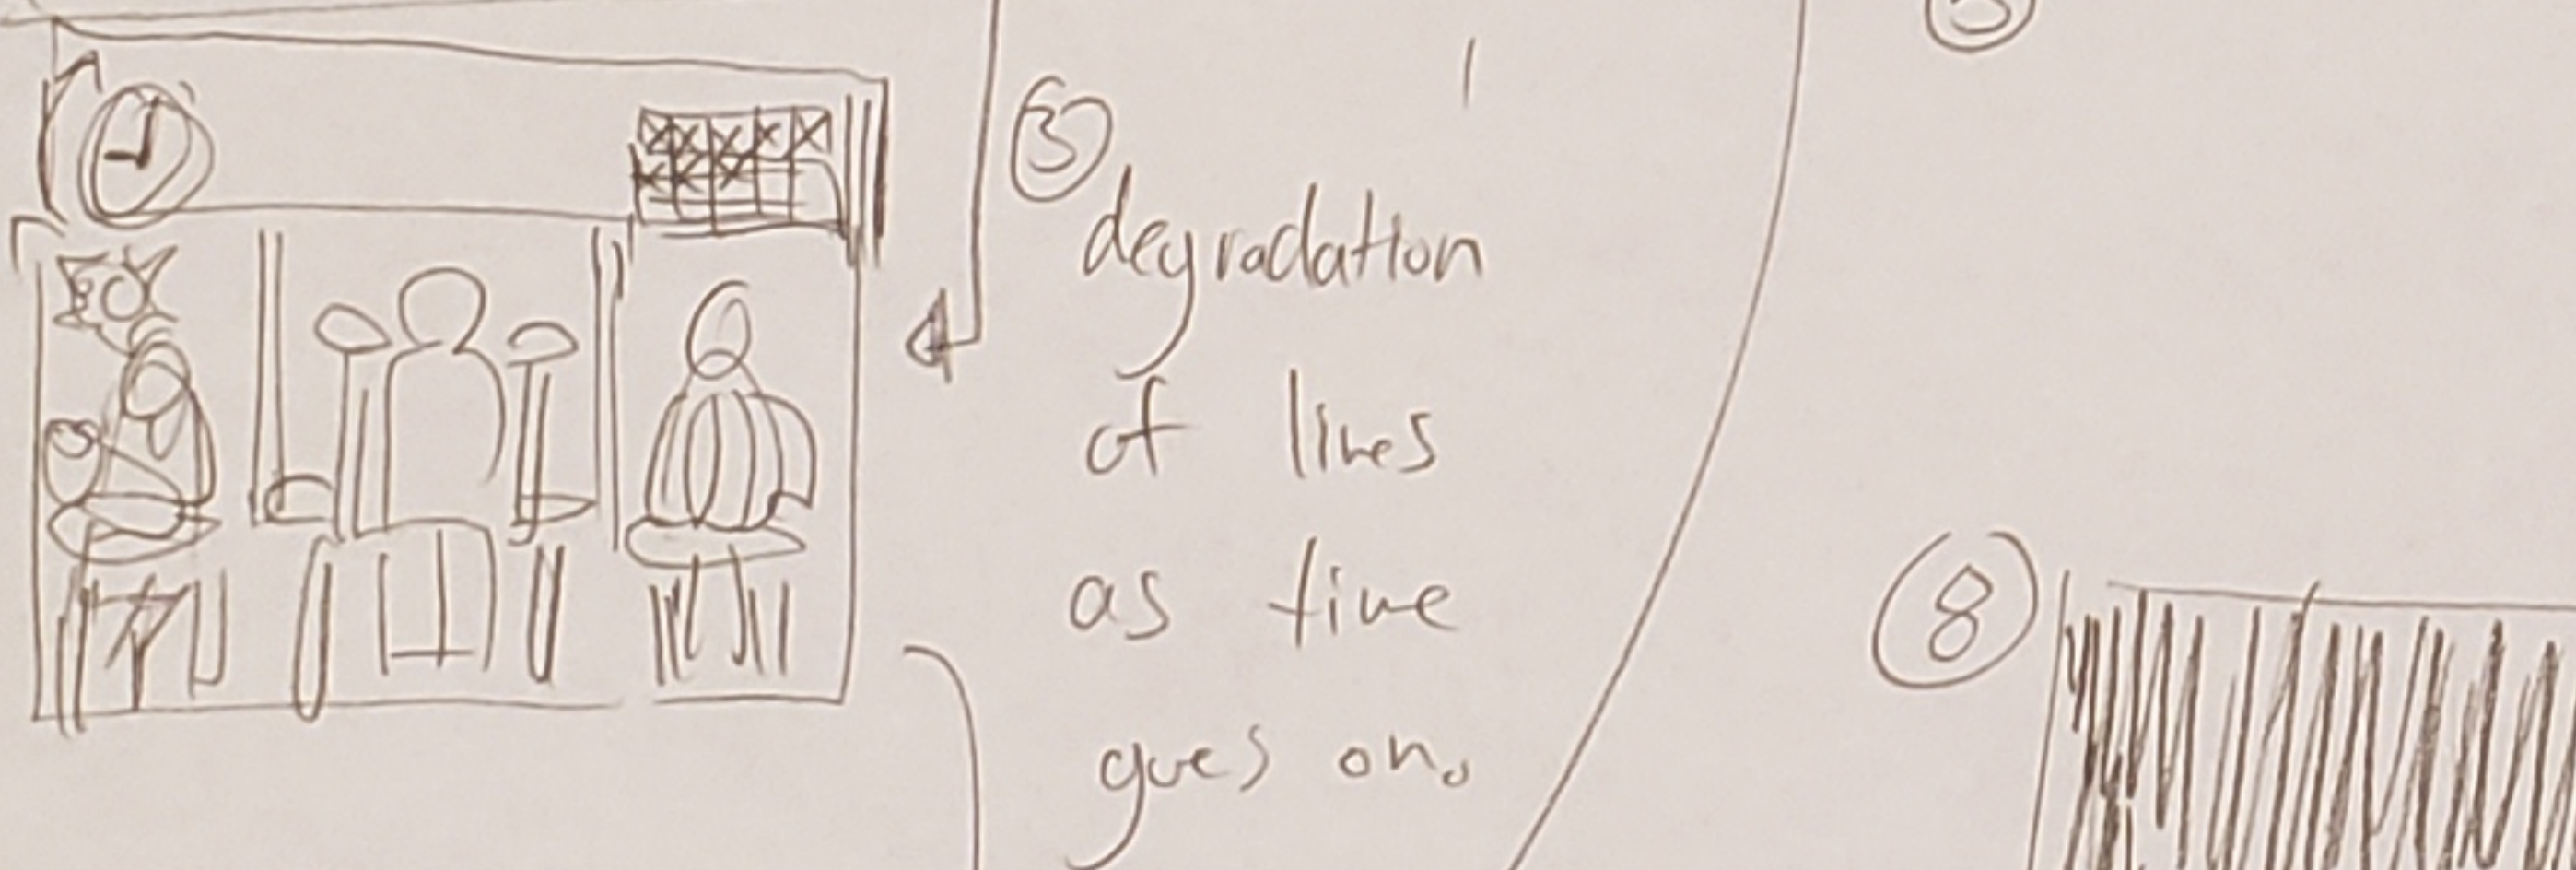 3
degradation
of lines
as time
goes on.
8